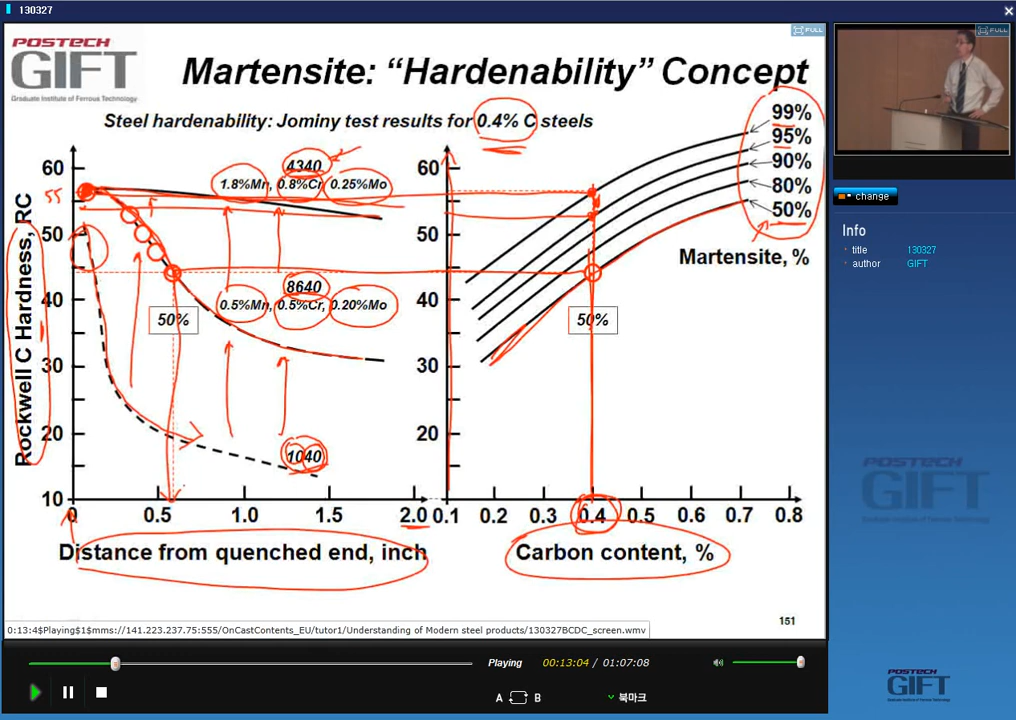 130327
POSTECH
GIFT
Graduate Institute of Ferrous Technology
FULL
Martensite: “Hardenability” Concept
Steel hardenability: Jominy test results for 0.4% C steels
Rockwell C Hardness, RC
60
50
40
30
20
10
55
4340
1.8%Mn, 0.8%Cr, 0.25%Mo
8640
0.5%Mn, 0.5%Cr, 0.20%Mo
50%
1040
0
0.5
1.0
1.5
2.0
Distance from quenched end, inch
60
50
40
30
20
99%
95%
90%
80%
50%
Martensite, %
50%
0.1
0.2
0.3
0.4
0.5
0.6
0.7
0.8
Carbon content, %
151
0:13:4$Playing$1$mms://141.223.237.75:555/OnCastContents_EU/tutor1/Understanding of Modern steel products/130327BCDC_screen.wmv
Playing
00:13:04 / 01:07:08
A
B
북마크
FULL
change
Info
title
130327
author
GIFT
POSTECH
GIFT
POSTECH
GIFT